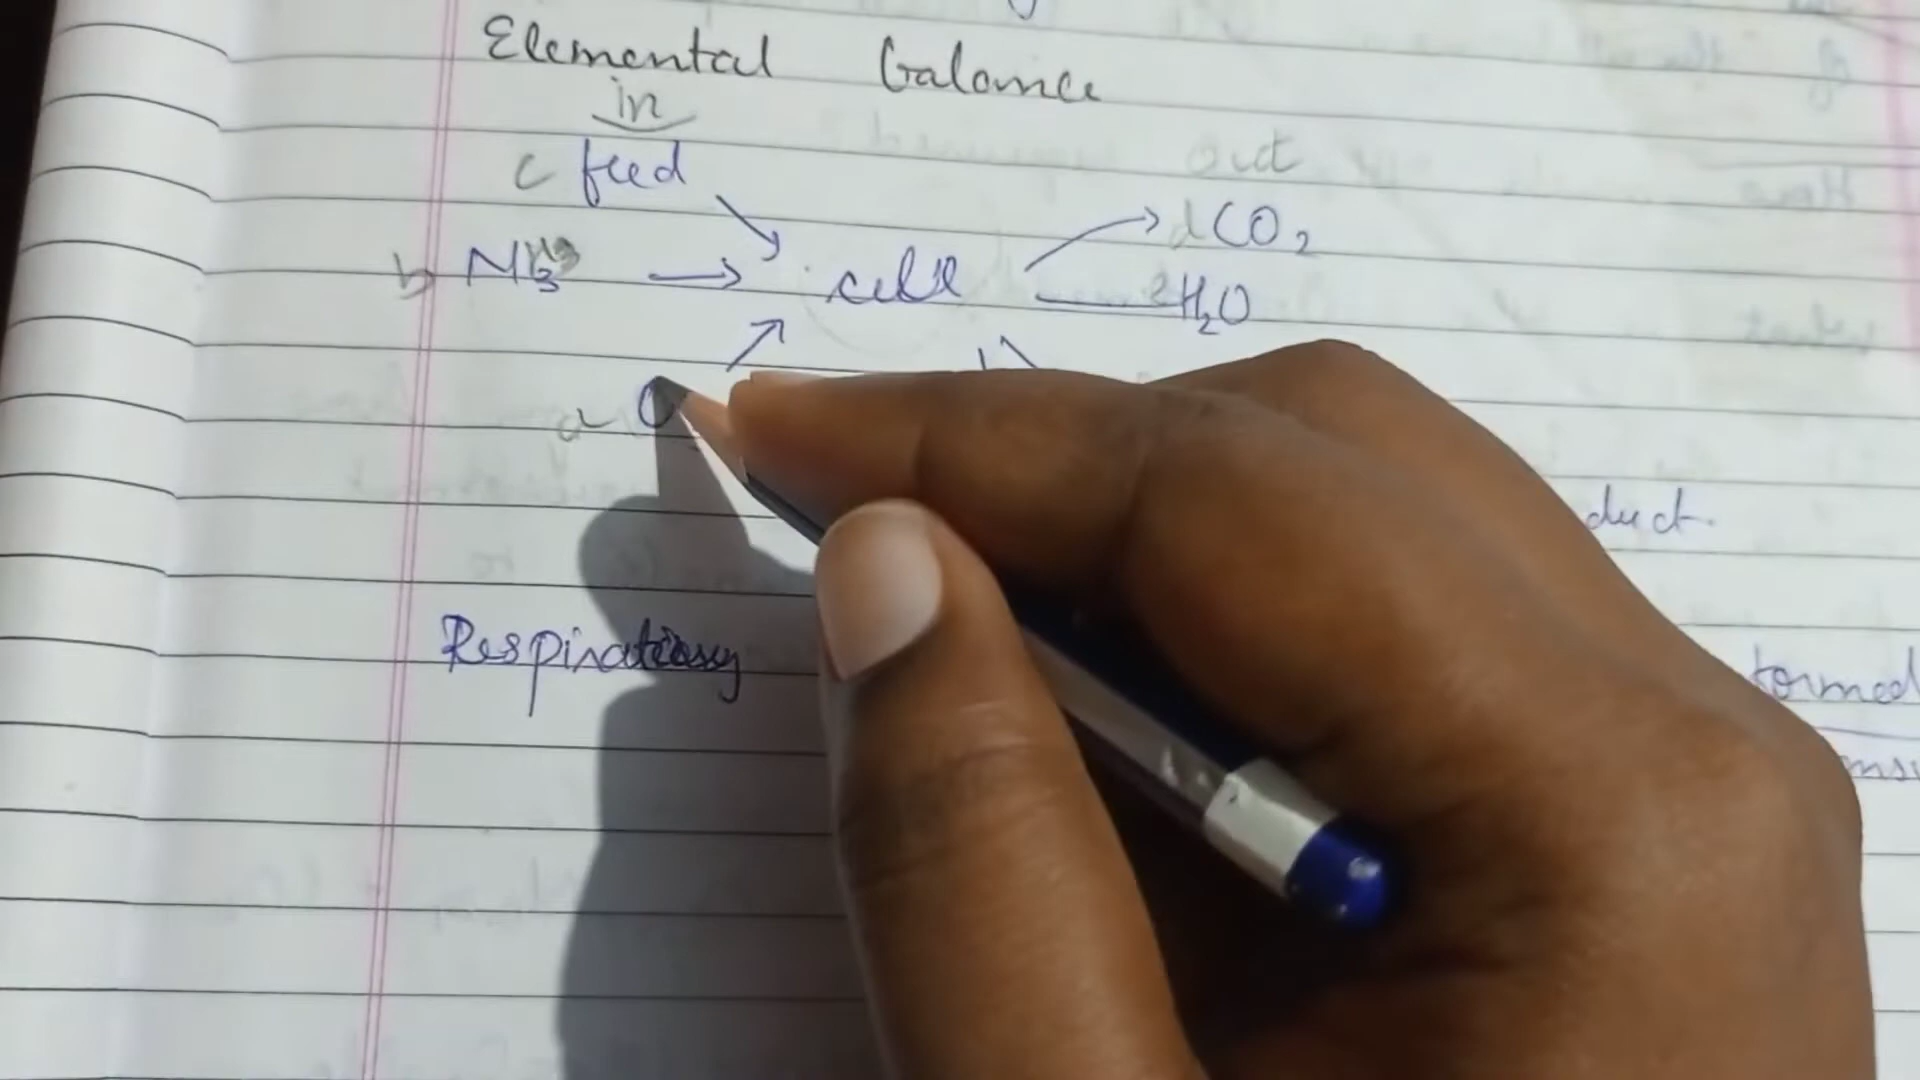 Elemental balance
in
c feed
out
b NH3
cell
dCO2
eH2O
a O
duct.
Respiratory
formed